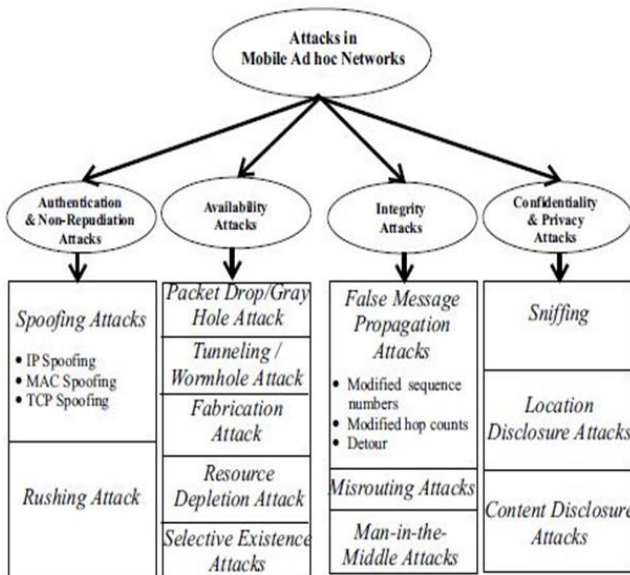 Attacks in
Mobile Ad hoc Networks
Authentication
& Non-Repudiation
Attacks
Availability
Attacks
Integrity
Attacks
Confidentiality
& Privacy
Attacks
Spoofing Attacks
• IP Spoofing
• MAC Spoofing
• TCP Spoofing
Rushing Attack
Packet Drop/Gray
Hole Attack
Tunneling /
Wormhole Attack
Fabrication
Attack
Resource
Depletion Attack
Selective Existence
Attacks
False Message
Propagation
Attacks
• Modified sequence
numbers
• Modified hop counts
• Detour
Misrouting Attacks
Man-in-the-
Middle Attacks
Sniffing
Location
Disclosure Attacks
Content Disclosure
Attacks